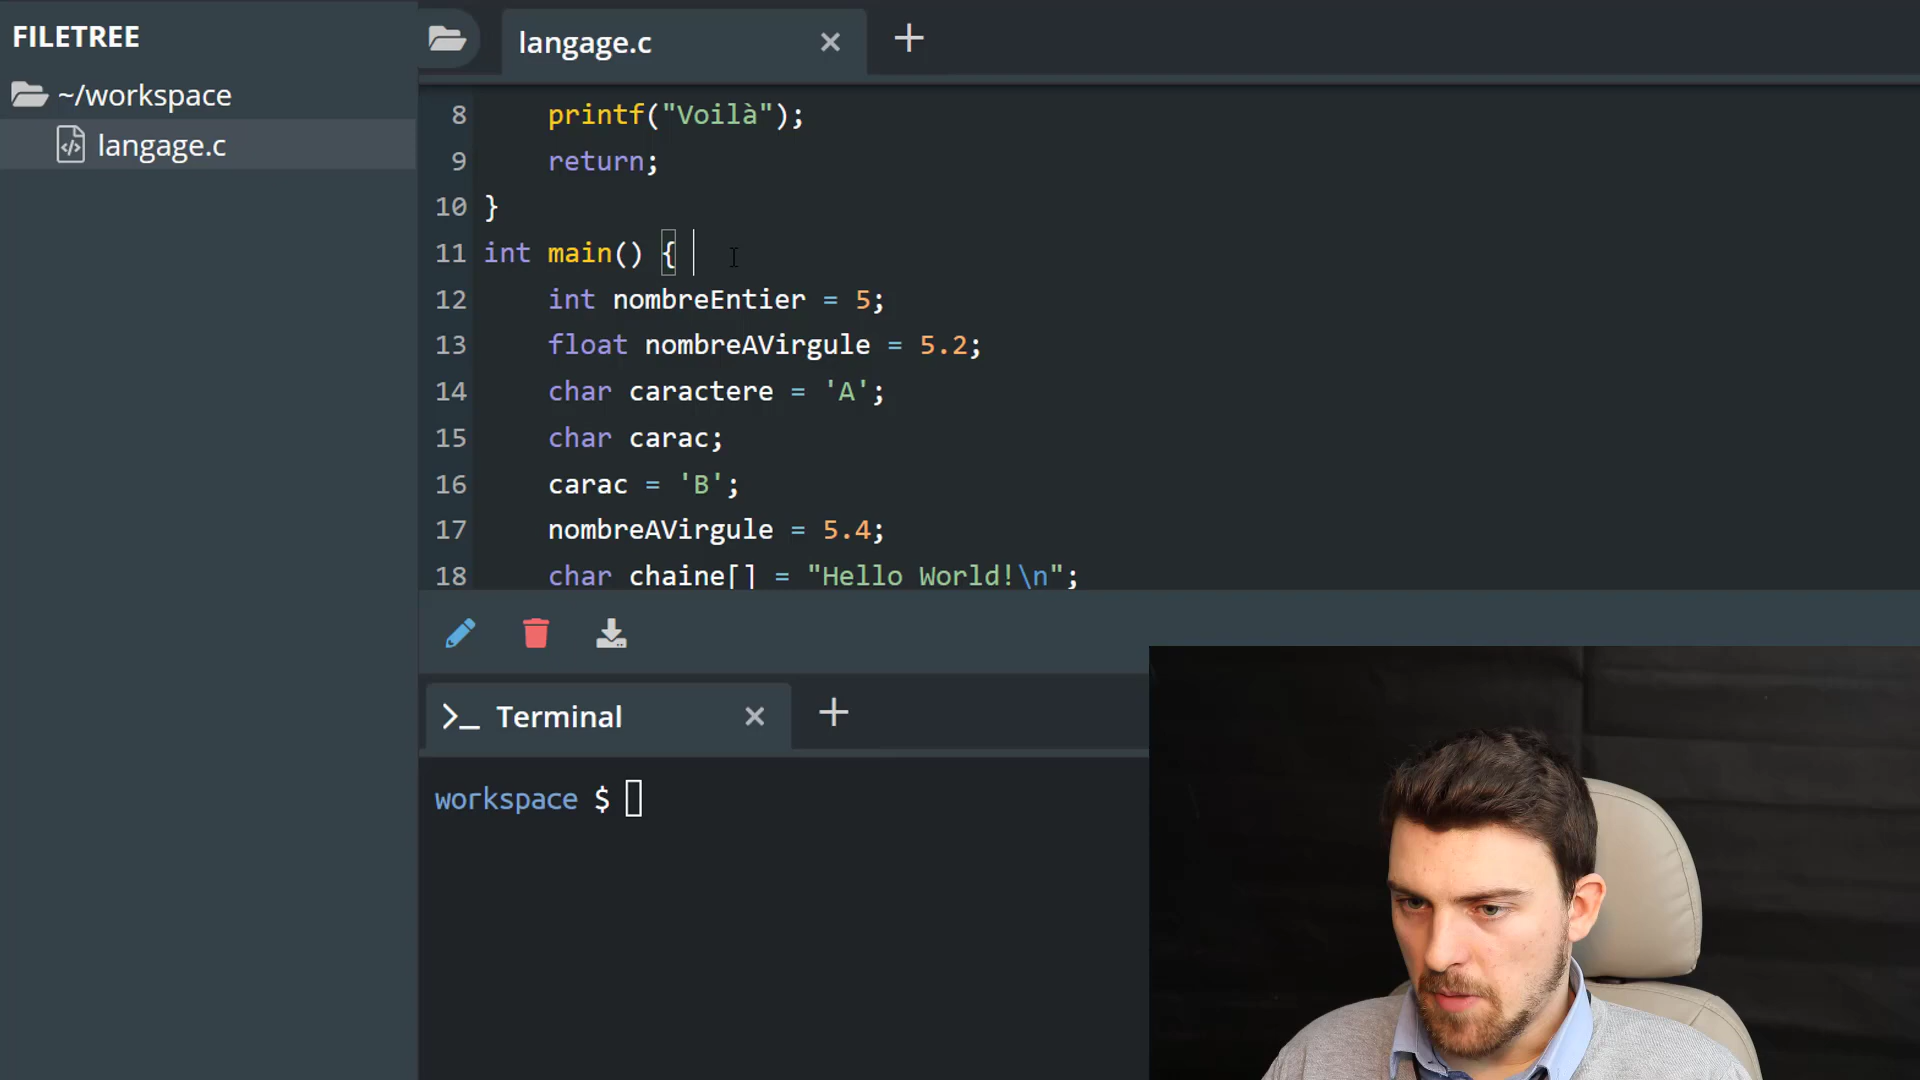 FILETREE
~/workspace
langage.c
langage.c
8 printf("Voilà");
9 return;
10 }
11 int main() {
12 int nombreEntier = 5;
13 float nombreAVirgule = 5.2;
14 char caractere = 'A';
15 char carac;
16 carac = 'B';
17 nombreAVirgule = 5.4;
18 char chaine[] = "Hello World!\n";
>_ Terminal
workspace $